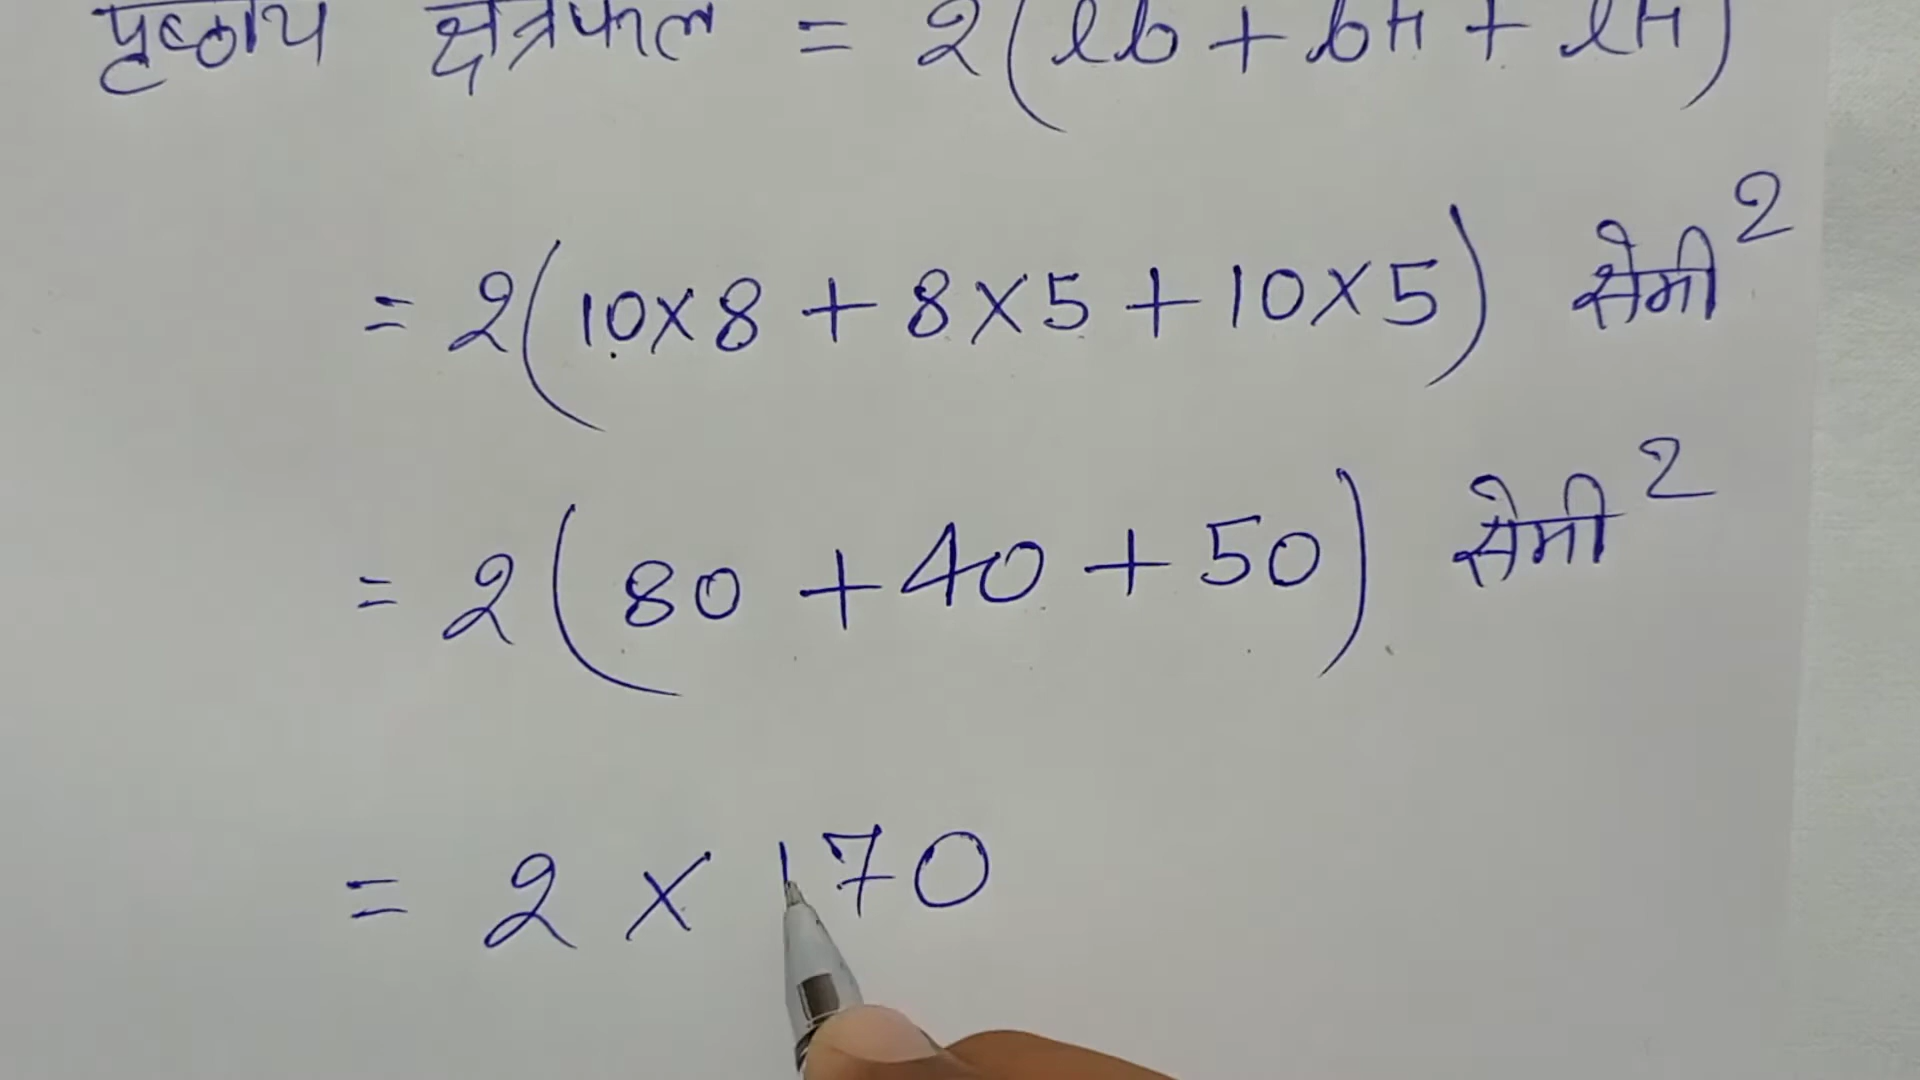 पृष्ठीय क्षेत्रफल = 2(lb + bH + lH)
= 2(10×8 + 8×5 + 10×5) सेमी²
= 2(80 + 40 + 50) सेमी²
= 2 × 170